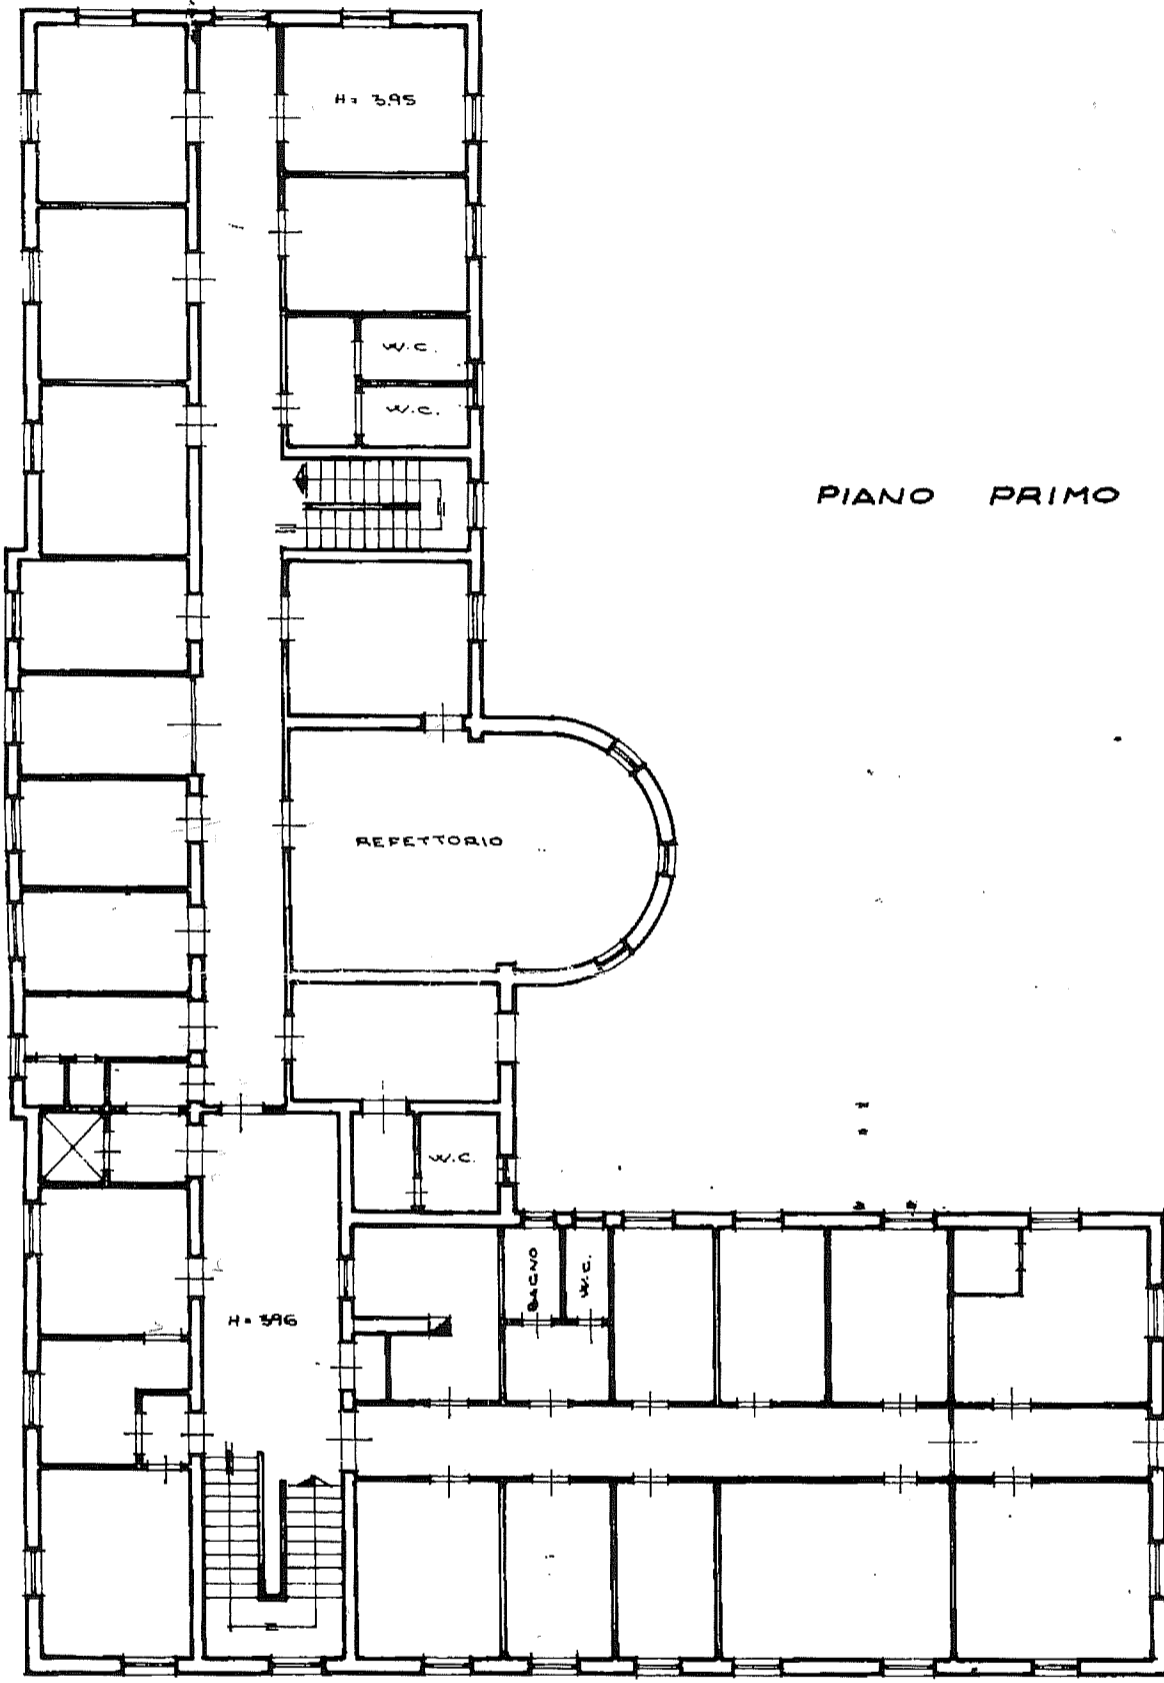 H= 3.95
W.C.
W.C.
PIANO PRIMO
REFETTORIO
W.C.
BAGNO
W.C.
H= 3.96